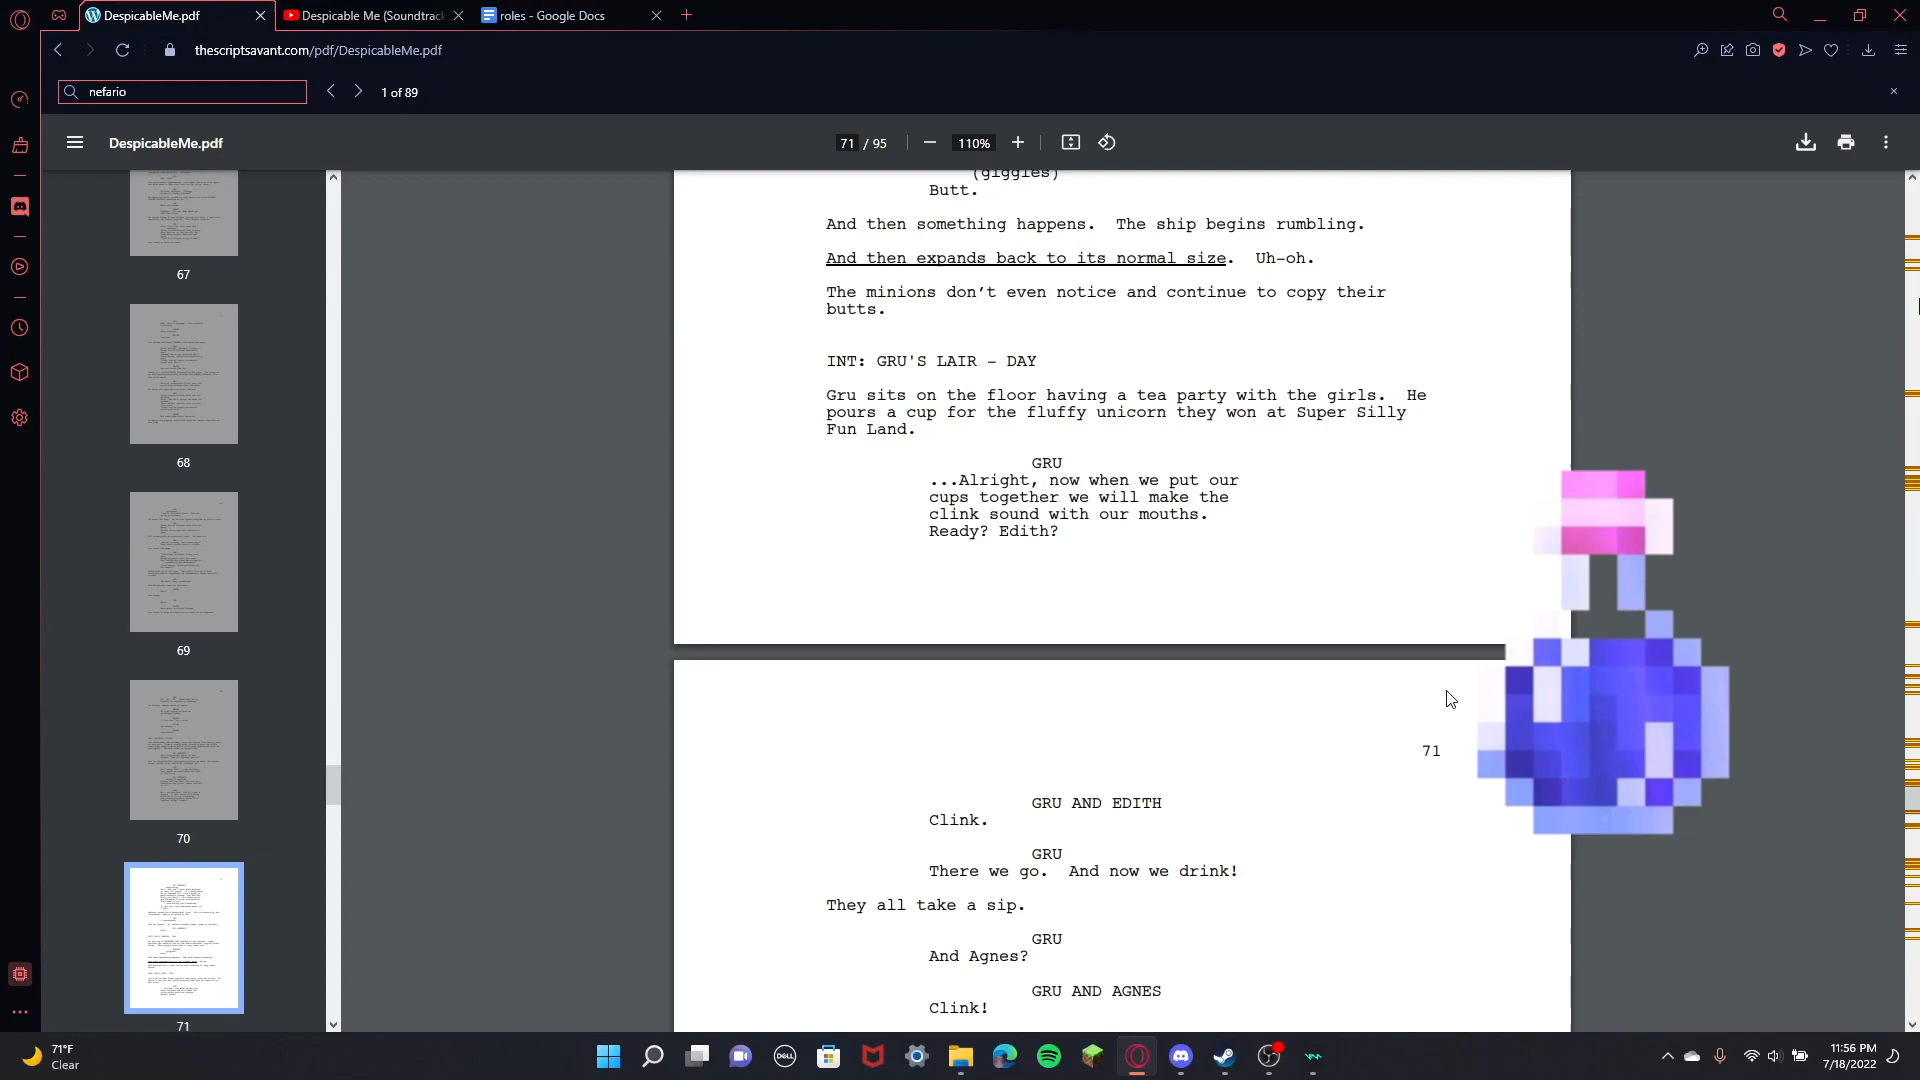 DespicableMe.pdf
Despicable Me (Soundtrac
roles - Google Docs
thescriptsavant.com/pdf/DespicableMe.pdf
nefario
1 of 89
DespicableMe.pdf
71 / 95
110%
67
68
69
70
71
(giggles)
Butt.
And then something happens. The ship begins rumbling.
And then expands back to its normal size. Uh-oh.
The minions don’t even notice and continue to copy their
butts.
INT: GRU'S LAIR - DAY
Gru sits on the floor having a tea party with the girls. He
pours a cup for the fluffy unicorn they won at Super Silly
Fun Land.
GRU
...Alright, now when we put our
cups together we will make the
clink sound with our mouths.
Ready? Edith?
71
GRU AND EDITH
Clink.
GRU
There we go. And now we drink!
They all take a sip.
GRU
And Agnes?
GRU AND AGNES
Clink!
71°F
Clear
DELL
11:56 PM
7/18/2022